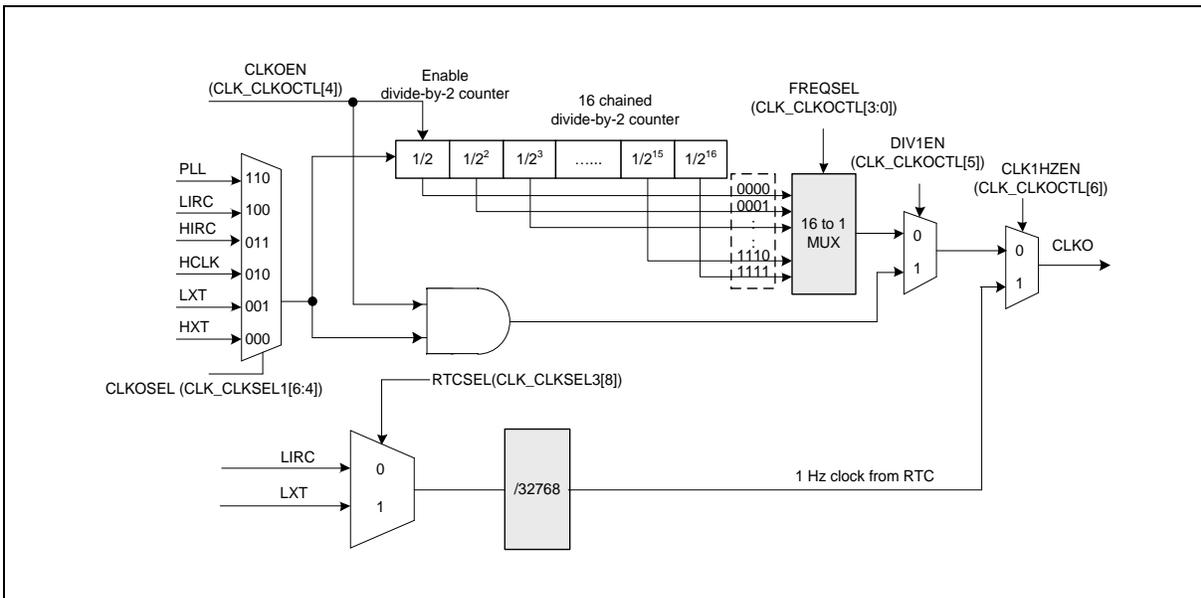 CLKOEN
(CLK_CLKOCTL[4])
Enable
divide-by-2 counter
16 chained
divide-by-2 counter
FREQSEL
(CLK_CLKOCTL[3:0])
DIV1EN
(CLK_CLKOCTL[5])
CLK1HZEN
(CLK_CLKOCTL[6])
1/2 1/2² 1/2³ ...... 1/2¹⁵ 1/2¹⁶
PLL 110
LIRC 100
HIRC 011
HCLK 010
LXT 001
HXT 000
CLKOSEL (CLK_CLKSEL1[6:4])
0000
0001
:
:
1110
1111
16 to 1
MUX
0
1
0
1
CLKO
RTCSEL(CLK_CLKSEL3[8])
LIRC 0
LXT 1
/32768
1 Hz clock from RTC